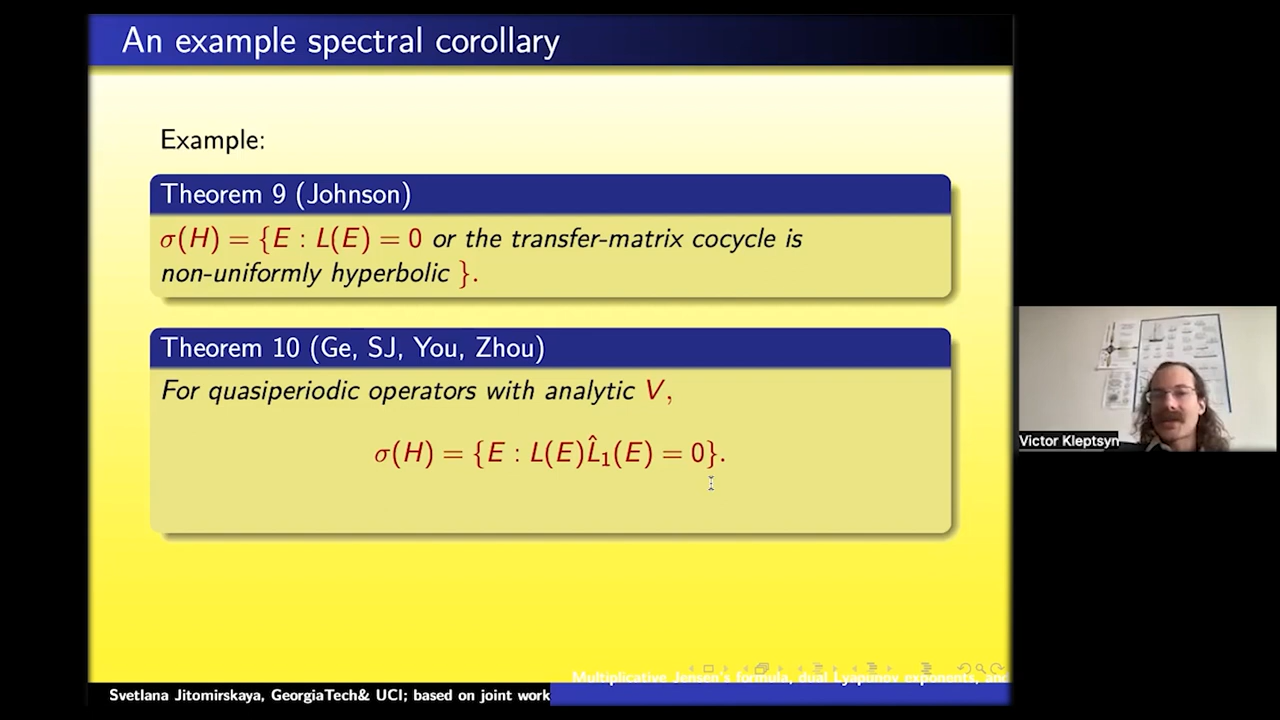 An example spectral corollary
Example:
Theorem 9 (Johnson)
σ(H) = {E : L(E) = 0 or the transfer-matrix cocycle is
non-uniformly hyperbolic }.
Theorem 10 (Ge, SJ, You, Zhou)
For quasiperiodic operators with analytic V,
σ(H) = {E : L(E)L̂₁(E) = 0}.
Victor Kleptsyn
Multiplicative Jensen's formula, dual Lyapunov exponents, and
Svetlana Jitomirskaya, GeorgiaTech& UCI; based on joint work